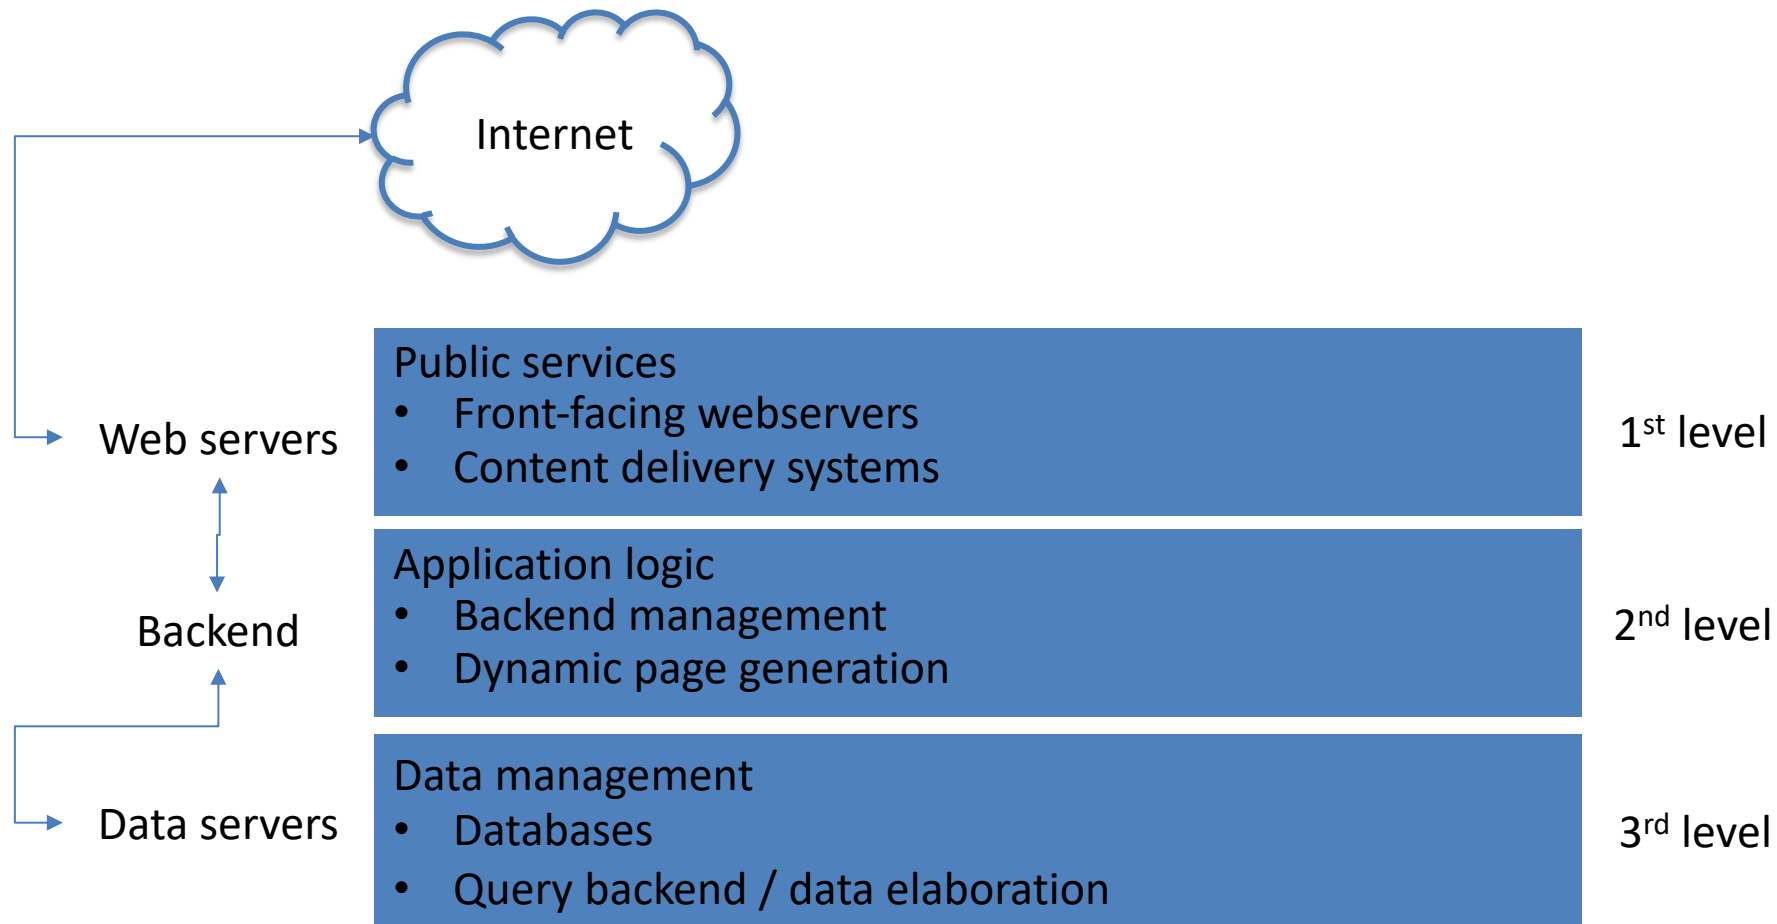 Internet
Public services
• Front-facing webservers
• Content delivery systems
Web servers
1st level
Application logic
• Backend management
• Dynamic page generation
Backend
2nd level
Data management
• Databases
• Query backend / data elaboration
Data servers
3rd level